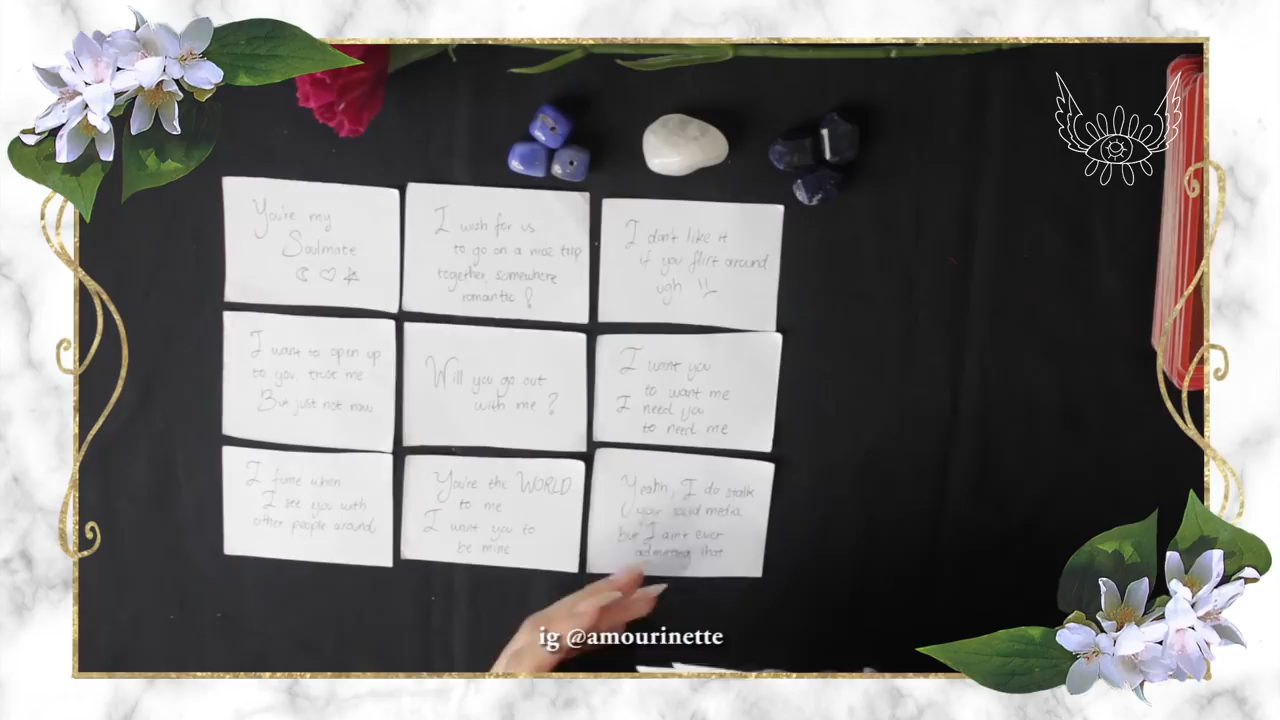 You're my
Soulmate
I wish for us
to go on a nice trip
together, somewhere
romantic !
I don't like it
if you flirt around
ugh !!
I want to open up
to you, trust me
But just not now
Will you go out
with me ?
I want you
to want me
I need you
to need me
I fume when
I see you with
other people around
You're the WORLD
to me
I want you to
be mine
Yeahh, I do stalk
your social media
but I aint ever
admitting that
ig @amourinette